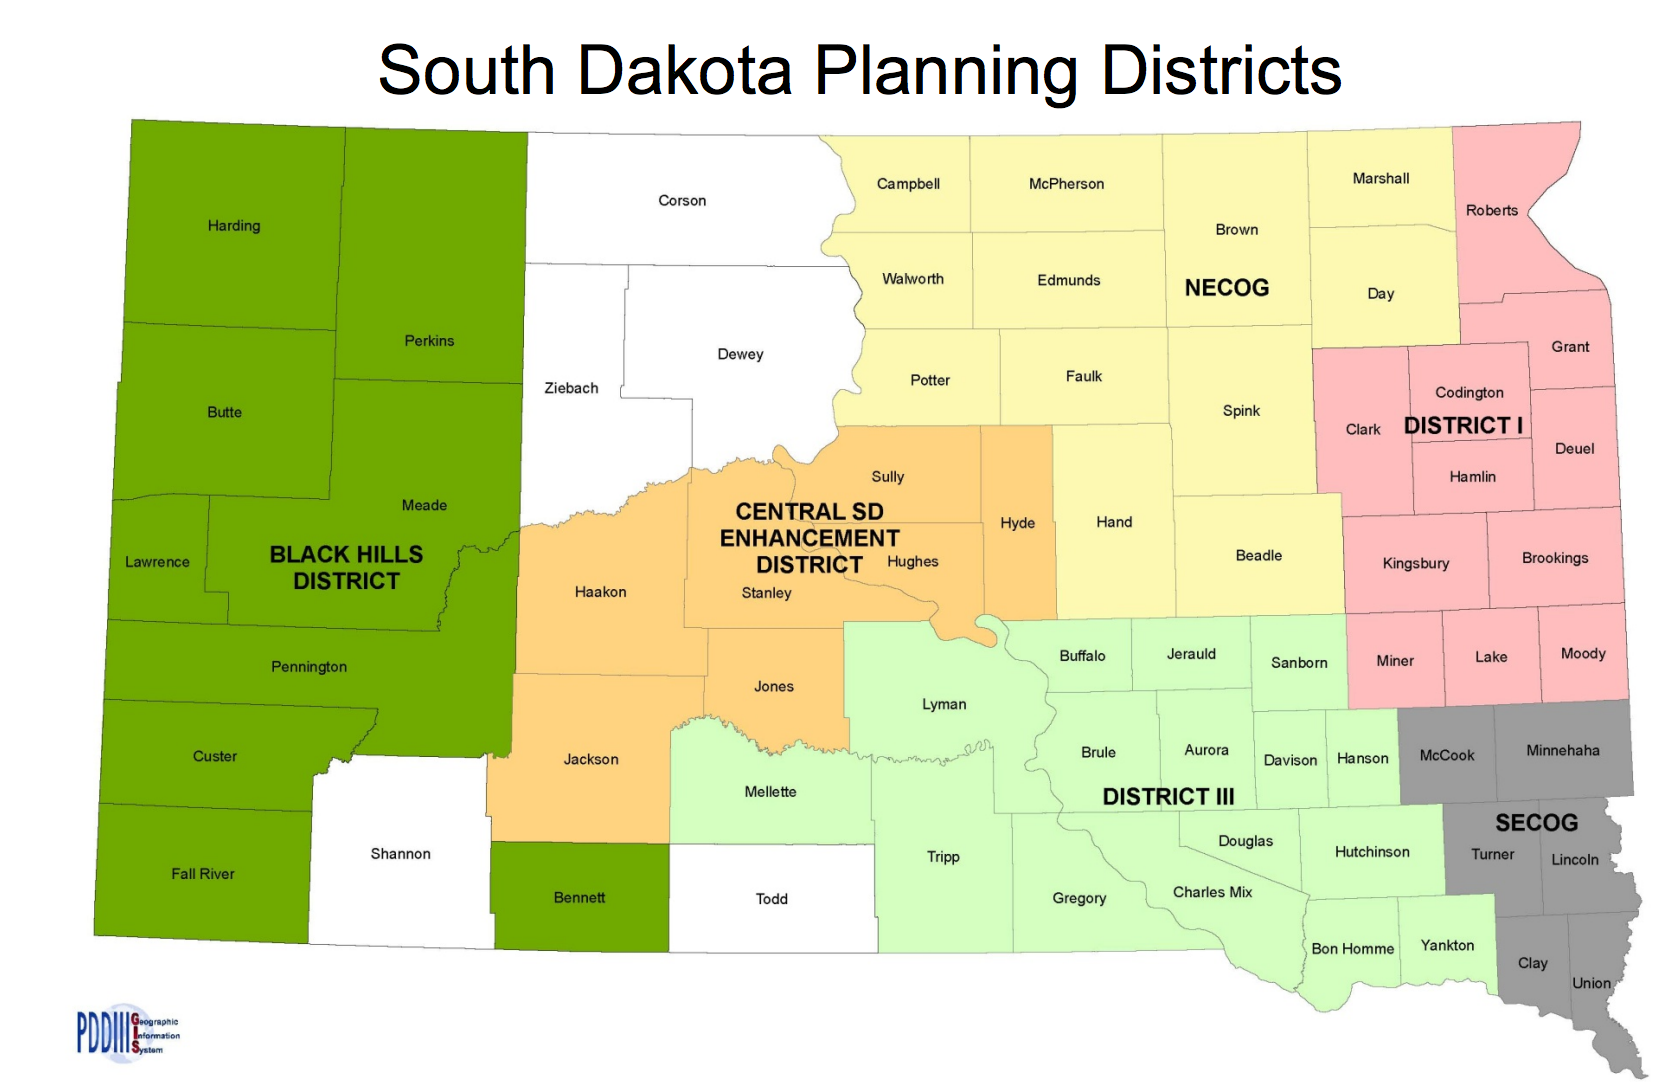 South Dakota Planning Districts
Harding
Perkins
Corson
Campbell
McPherson
Brown
Marshall
Roberts
Walworth
Edmunds
NECOG
Day
Butte
Ziebach
Dewey
Potter
Faulk
Spink
Clark
Codington
Grant
DISTRICT I
Hamlin
Deuel
Lawrence
Meade
BLACK HILLS
DISTRICT
Sully
CENTRAL SD
ENHANCEMENT
DISTRICT
Hughes
Hyde
Hand
Beadle
Kingsbury
Brookings
Haakon
Stanley
Pennington
Jones
Lyman
Buffalo
Jerauld
Sanborn
Miner
Lake
Moody
Custer
Jackson
Mellette
Brule
Aurora
Davison
Hanson
McCook
Minnehaha
DISTRICT III
SECOG
Fall River
Shannon
Bennett
Todd
Tripp
Gregory
Charles Mix
Douglas
Hutchinson
Turner
Lincoln
Bon Homme
Yankton
Clay
Union
PDDIII
Geographic
Information
System